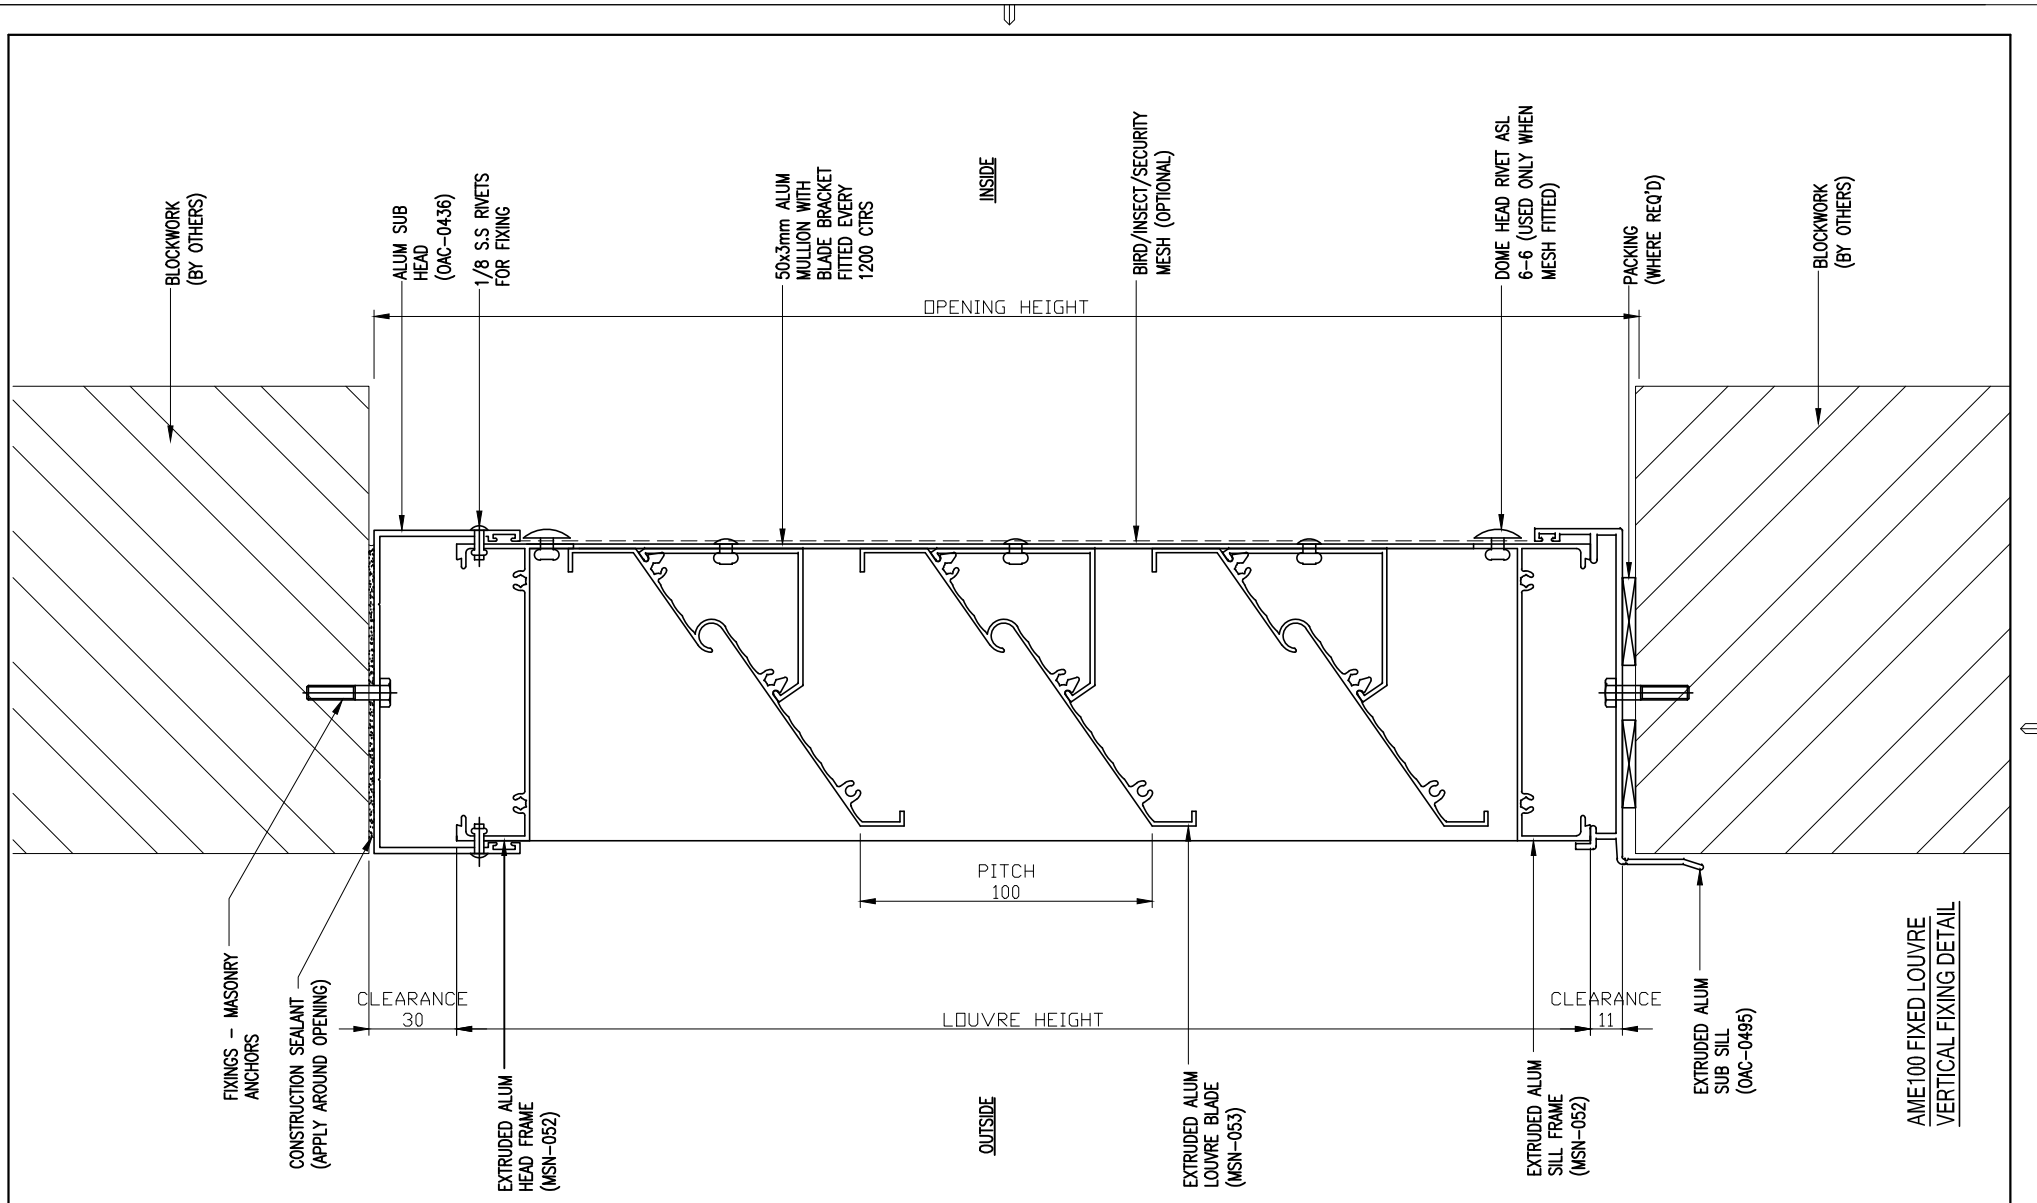 BLOCKWORK
(BY OTHERS)
ALUM SUB
HEAD
(OAC-0436)
1/8 S.S RIVETS
FOR FIXING
50x3mm ALUM
MULLION WITH
BLADE BRACKET
FITTED EVERY
1200 CTRS
INSIDE
BIRD/INSECT/SECURITY
MESH (OPTIONAL)
DOME HEAD RIVET ASL
6-6 (USED ONLY WHEN
MESH FITTED)
PACKING
(WHERE REQ'D)
BLOCKWORK
(BY OTHERS)
OPENING HEIGHT
PITCH
100
CLEARANCE
30
LOUVRE HEIGHT
CLEARANCE
11
FIXINGS - MASONRY
ANCHORS
CONSTRUCTION SEALANT
(APPLY AROUND OPENING)
EXTRUDED ALUM
HEAD FRAME
(MSN-052)
OUTSIDE
EXTRUDED ALUM
LOUVRE BLADE
(MSN-053)
EXTRUDED ALUM
SILL FRAME
(MSN-052)
EXTRUDED ALUM
SUB SILL
(OAC-0495)
AME100 FIXED LOUVRE
VERTICAL FIXING DETAIL